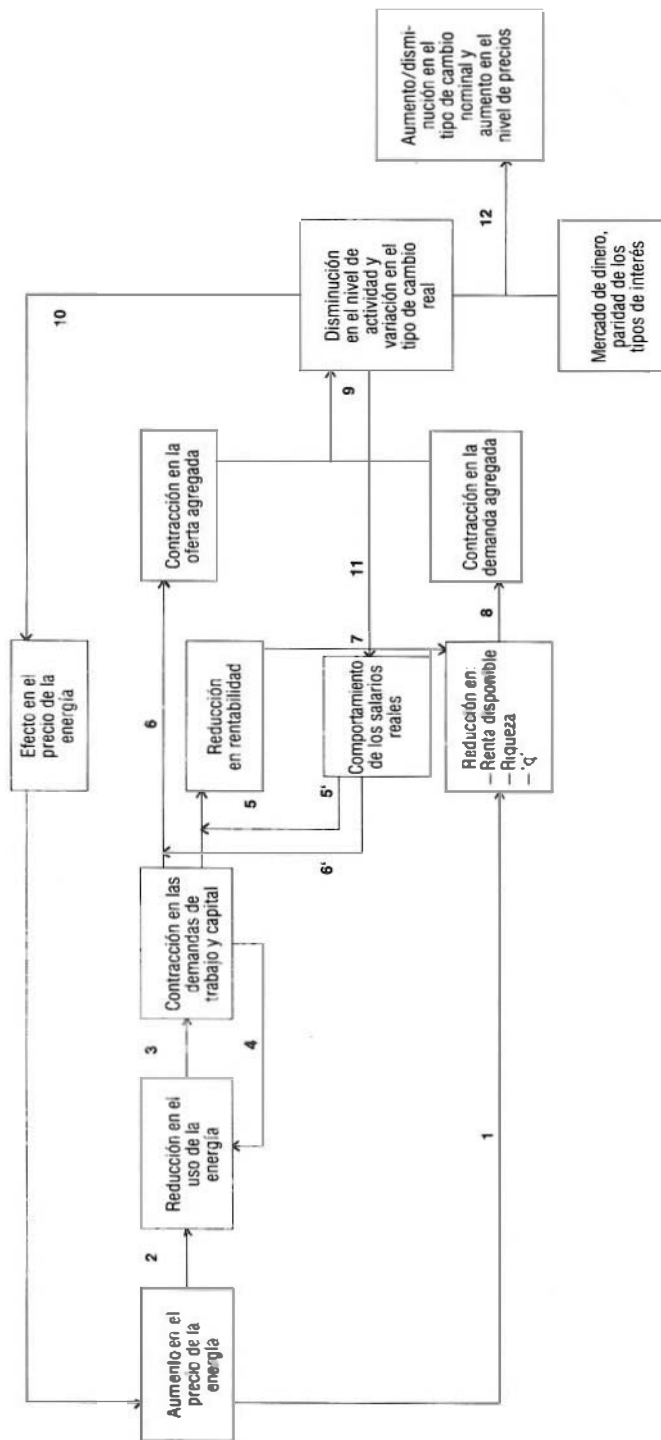 Aumento en el
precio de la
energía
2
Reducción en el
uso de la
energía
3
4
Contracción en las
demandas de
trabajo y capital
6
5
5'
6'
Efecto en el
precio de la
energía
Reducción
en rentabilidad
Comportamiento
de los salarios
reales
7
1
Reducción en:
– Renta disponible
– Riqueza
– 'q'
8
Contracción en la
oferta agregada
11
Contracción en la
demanda agregada
9
10
Disminución
en el nivel de
actividad y
variación en el
tipo de cambio
real
12
Mercado de dinero,
paridad de los
tipos de interés
Aumento/dismi-
nución en el
tipo de cambio
nominal y
aumento en el
nivel de precios